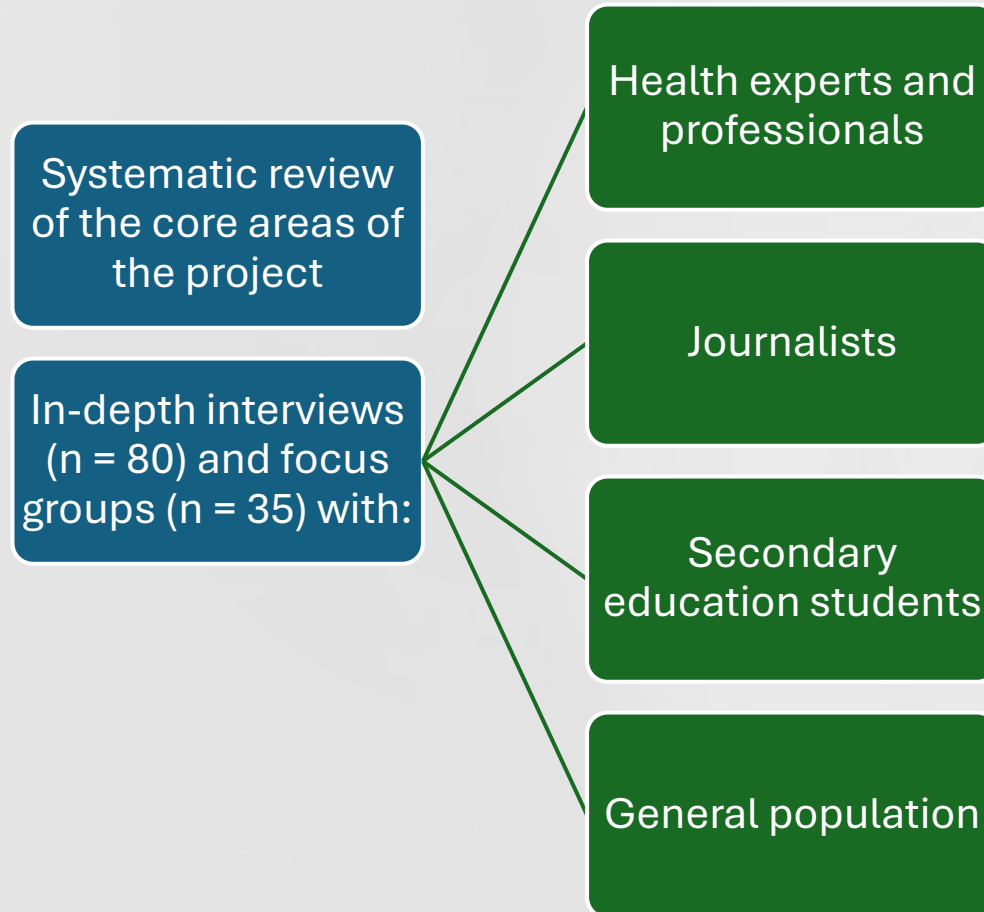 Systematic review
of the core areas of
the project
In-depth interviews
(n = 80) and focus
groups (n = 35) with:
Health experts and
professionals
Journalists
Secondary
education students
General population